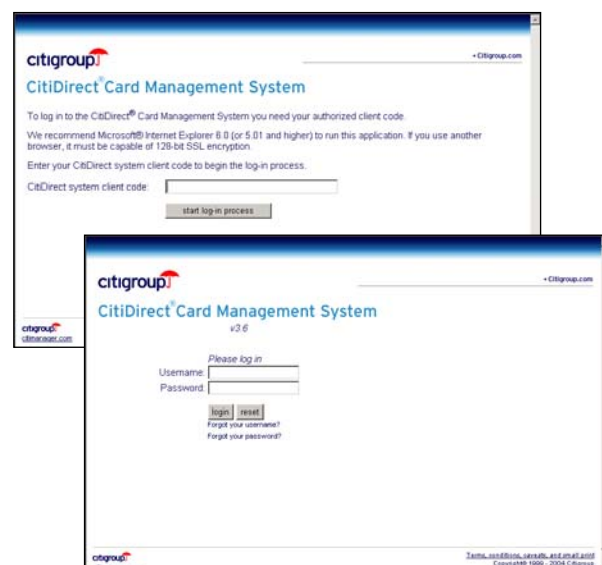 citigroup
• Citigroup.com
CitiDirect® Card Management System
To log in to the CitiDirect® Card Management System you need your authorized client code.
We recommend Microsoft® Internet Explorer 6.0 (or 5.01 and higher) to run this application. If you use another
browser, it must be capable of 128-bit SSL encryption.
Enter your CitiDirect system client code to begin the log-in process.
CitiDirect system client code:
start log-in process
citigroup
citimanager.com
citigroup
• Citigroup.com
CitiDirect® Card Management System
v3.6
Please log in
Username:
Password:
login reset
Forgot your username?
Forgot your password?
citigroup
Terms, conditions, caveats, and small print
Copyright© 1999 - 2004 Citigroup